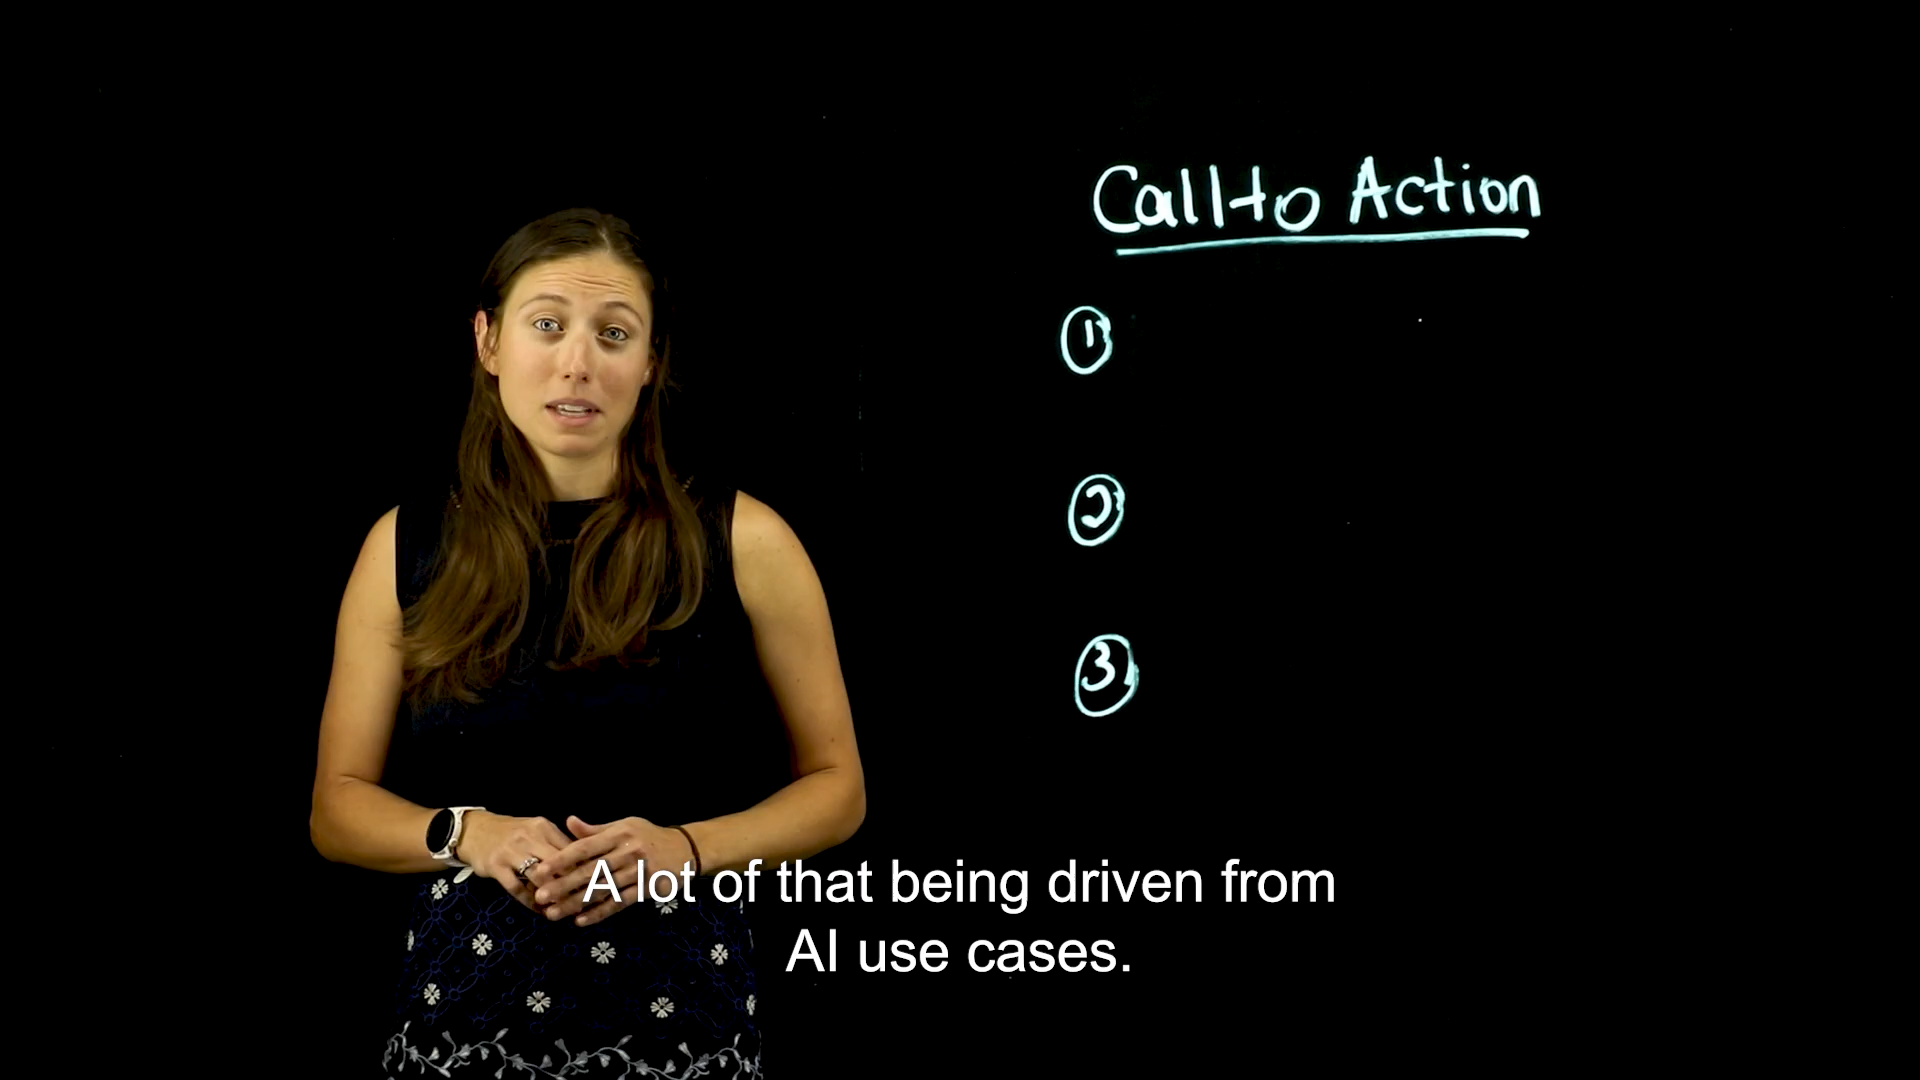 Call to Action
1
2
3
A lot of that being driven from
AI use cases.